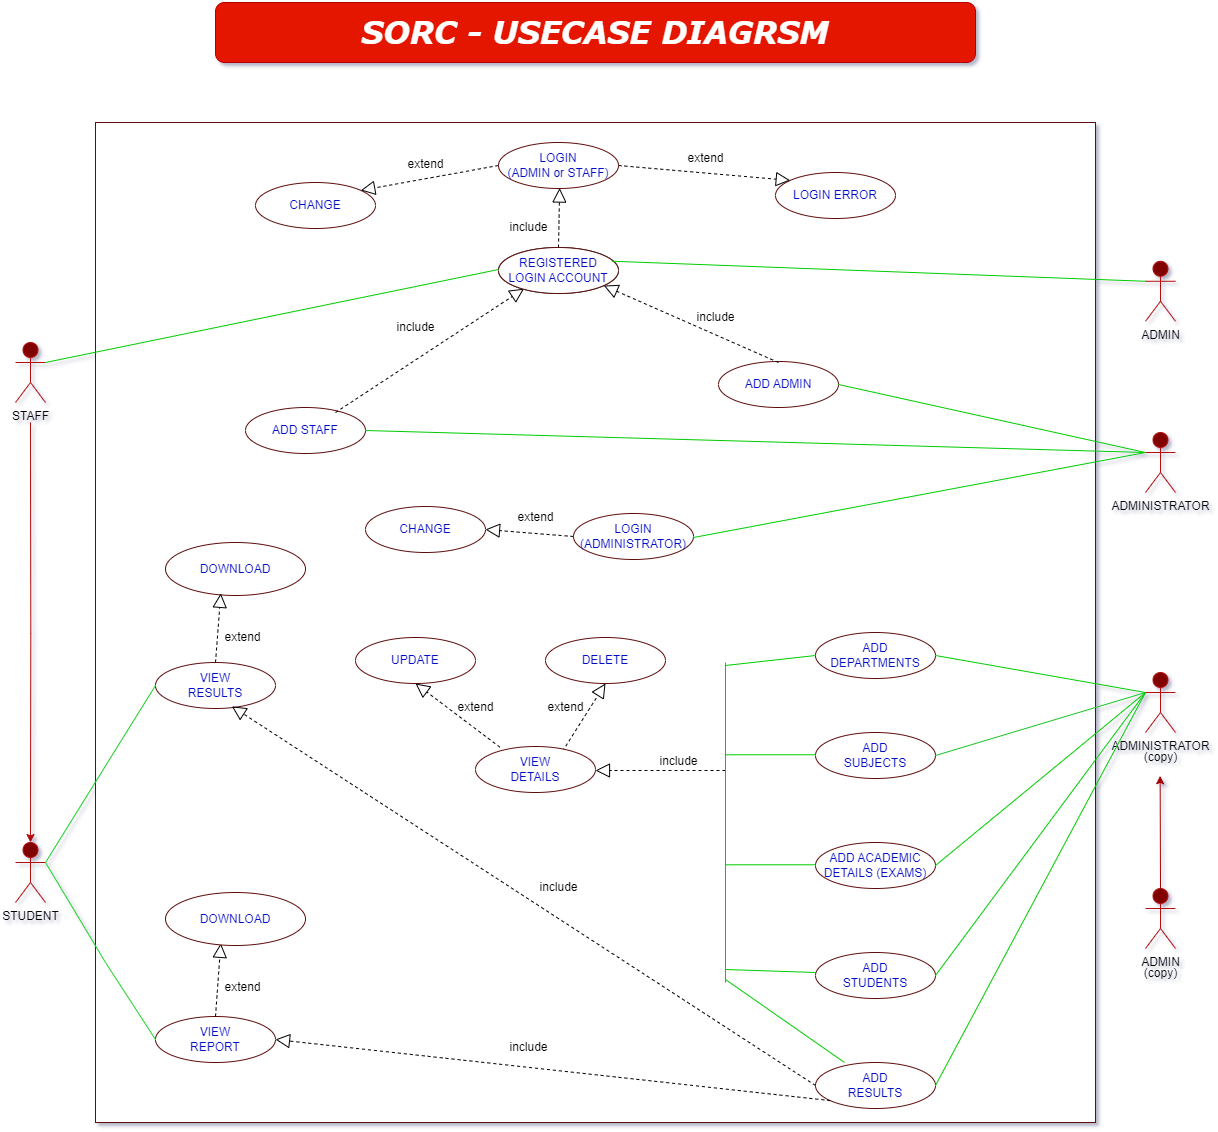 SORC - USECASE DIAGRSM
extend
LOGIN
(ADMIN or STAFF)
extend
CHANGE
LOGIN ERROR
include
REGISTERED
LOGIN ACCOUNT
include
include
ADMIN
STAFF
ADD ADMIN
ADD STAFF
ADMINISTRATOR
extend
CHANGE
LOGIN
(ADMINISTRATOR)
DOWNLOAD
extend
UPDATE
DELETE
ADD
DEPARTMENTS
VIEW
RESULTS
extend
extend
ADMINISTRATOR
(copy)
VIEW
DETAILS
include
ADD
SUBJECTS
ADD ACADEMIC
DETAILS (EXAMS)
include
STUDENT
DOWNLOAD
ADMIN
(copy)
extend
ADD
STUDENTS
VIEW
REPORT
include
ADD
RESULTS